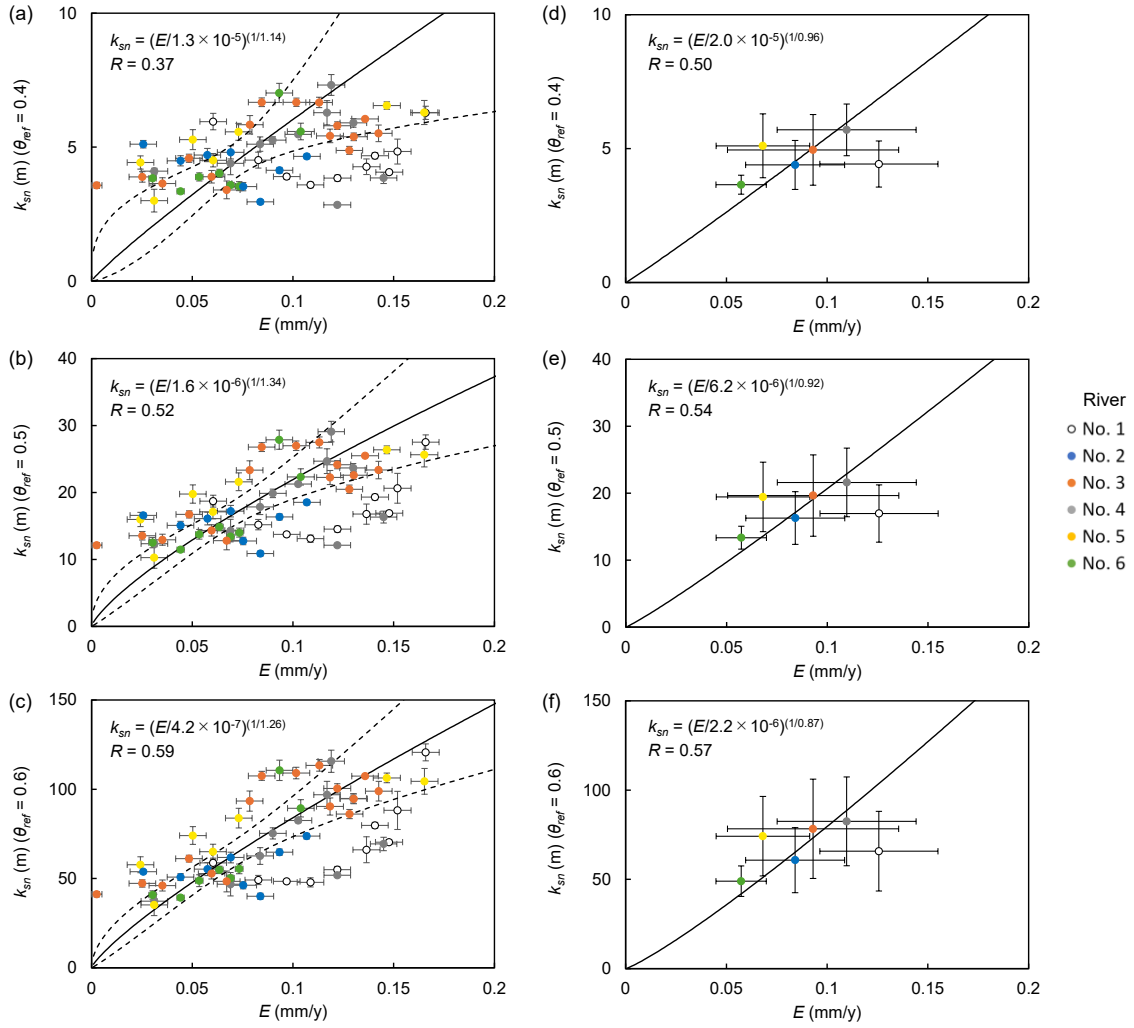 (a)
k_sn = (E/1.3 × 10^-5)^(1/1.14)
R = 0.37
k_sn (m) (θ_ref = 0.4)
10
5
0
0 0.05 0.1 0.15 0.2
E (mm/y)
(d)
k_sn = (E/2.0 × 10^-5)^(1/0.96)
R = 0.50
k_sn (m) (θ_ref = 0.4)
10
5
0
0 0.05 0.1 0.15 0.2
E (mm/y)
(b)
k_sn = (E/1.6 × 10^-6)^(1/1.34)
R = 0.52
k_sn (m) (θ_ref = 0.5)
40
30
20
10
0
0 0.05 0.1 0.15 0.2
E (mm/y)
(e)
k_sn = (E/6.2 × 10^-6)^(1/0.92)
R = 0.54
k_sn (m) (θ_ref = 0.5)
40
30
20
10
0
0 0.05 0.1 0.15 0.2
E (mm/y)
River
No. 1
No. 2
No. 3
No. 4
No. 5
No. 6
(c)
k_sn = (E/4.2 × 10^-7)^(1/1.26)
R = 0.59
k_sn (m) (θ_ref = 0.6)
150
100
50
0
0 0.05 0.1 0.15 0.2
E (mm/y)
(f)
k_sn = (E/2.2 × 10^-6)^(1/0.87)
R = 0.57
k_sn (m) (θ_ref = 0.6)
150
100
50
0
0 0.05 0.1 0.15 0.2
E (mm/y)